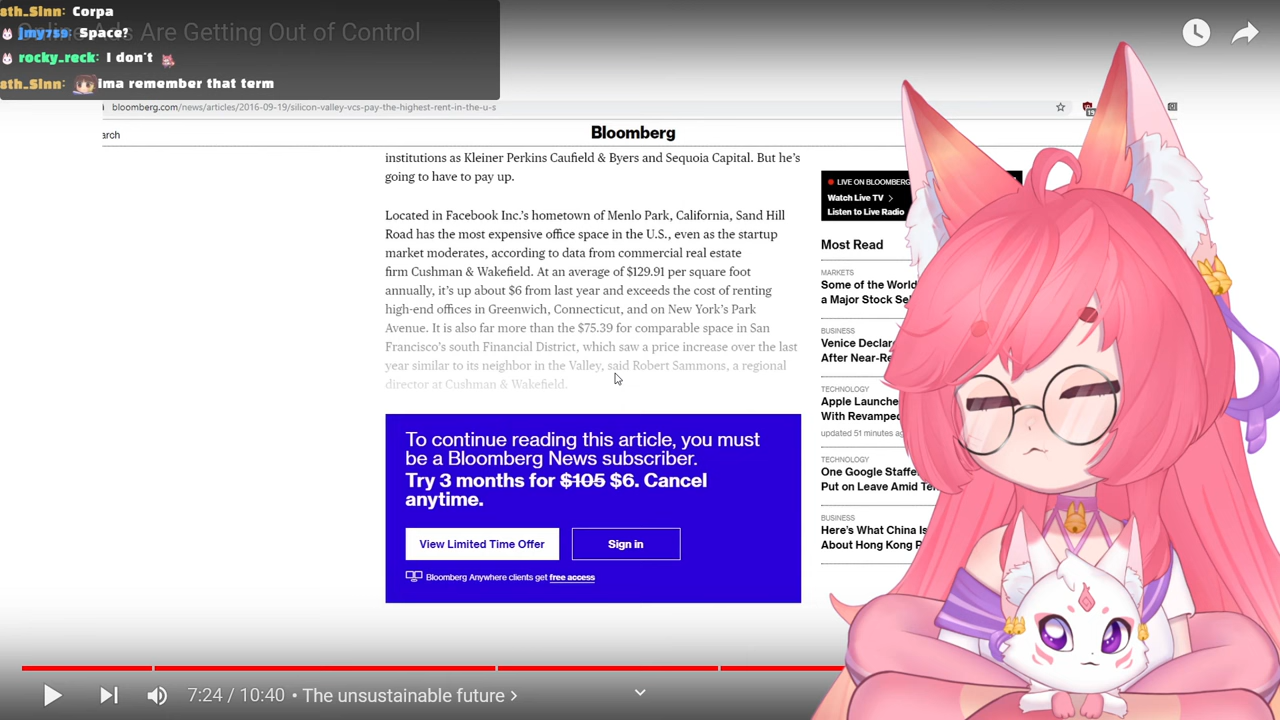 8th_SInn: Corpa
jmy759: Space?
rocky_reck: I don't
8th_SInn: Ima remember that term
Ads Are Getting Out of Control
bloomberg.com/news/articles/2016-09-19/silicon-valley-vcs-pay-the-highest-rent-in-the-u-s
arch
Bloomberg
institutions as Kleiner Perkins Caufield & Byers and Sequoia Capital. But he's
going to have to pay up.
Located in Facebook Inc.'s hometown of Menlo Park, California, Sand Hill
Road has the most expensive office space in the U.S., even as the startup
market moderates, according to data from commercial real estate
firm Cushman & Wakefield. At an average of $129.91 per square foot
annually, it's up about $6 from last year and exceeds the cost of renting
high-end offices in Greenwich, Connecticut, and on New York's Park
Avenue. It is also far more than the $75.39 for comparable space in San
Francisco's south Financial District, which saw a price increase over the last
year similar to its neighbor in the Valley, said Robert Sammons, a regional
director at Cushman & Wakefield.
To continue reading this article, you must
be a Bloomberg News subscriber.
Try 3 months for $105 $6. Cancel
anytime.
View Limited Time Offer
Sign in
Bloomberg Anywhere clients get free access
LIVE ON BLOOMBERG
Watch Live TV >
Listen to Live Radio
Most Read
MARKETS
Some of the World
a Major Stock Se
BUSINESS
Venice Declar
After Near-Re
TECHNOLOGY
Apple Launche
With Revamped
updated 51 minutes ag
TECHNOLOGY
One Google Staffe
Put on Leave Amid Te
BUSINESS
Here's What China Is
About Hong Kong P
7:24 / 10:40 • The unsustainable future >